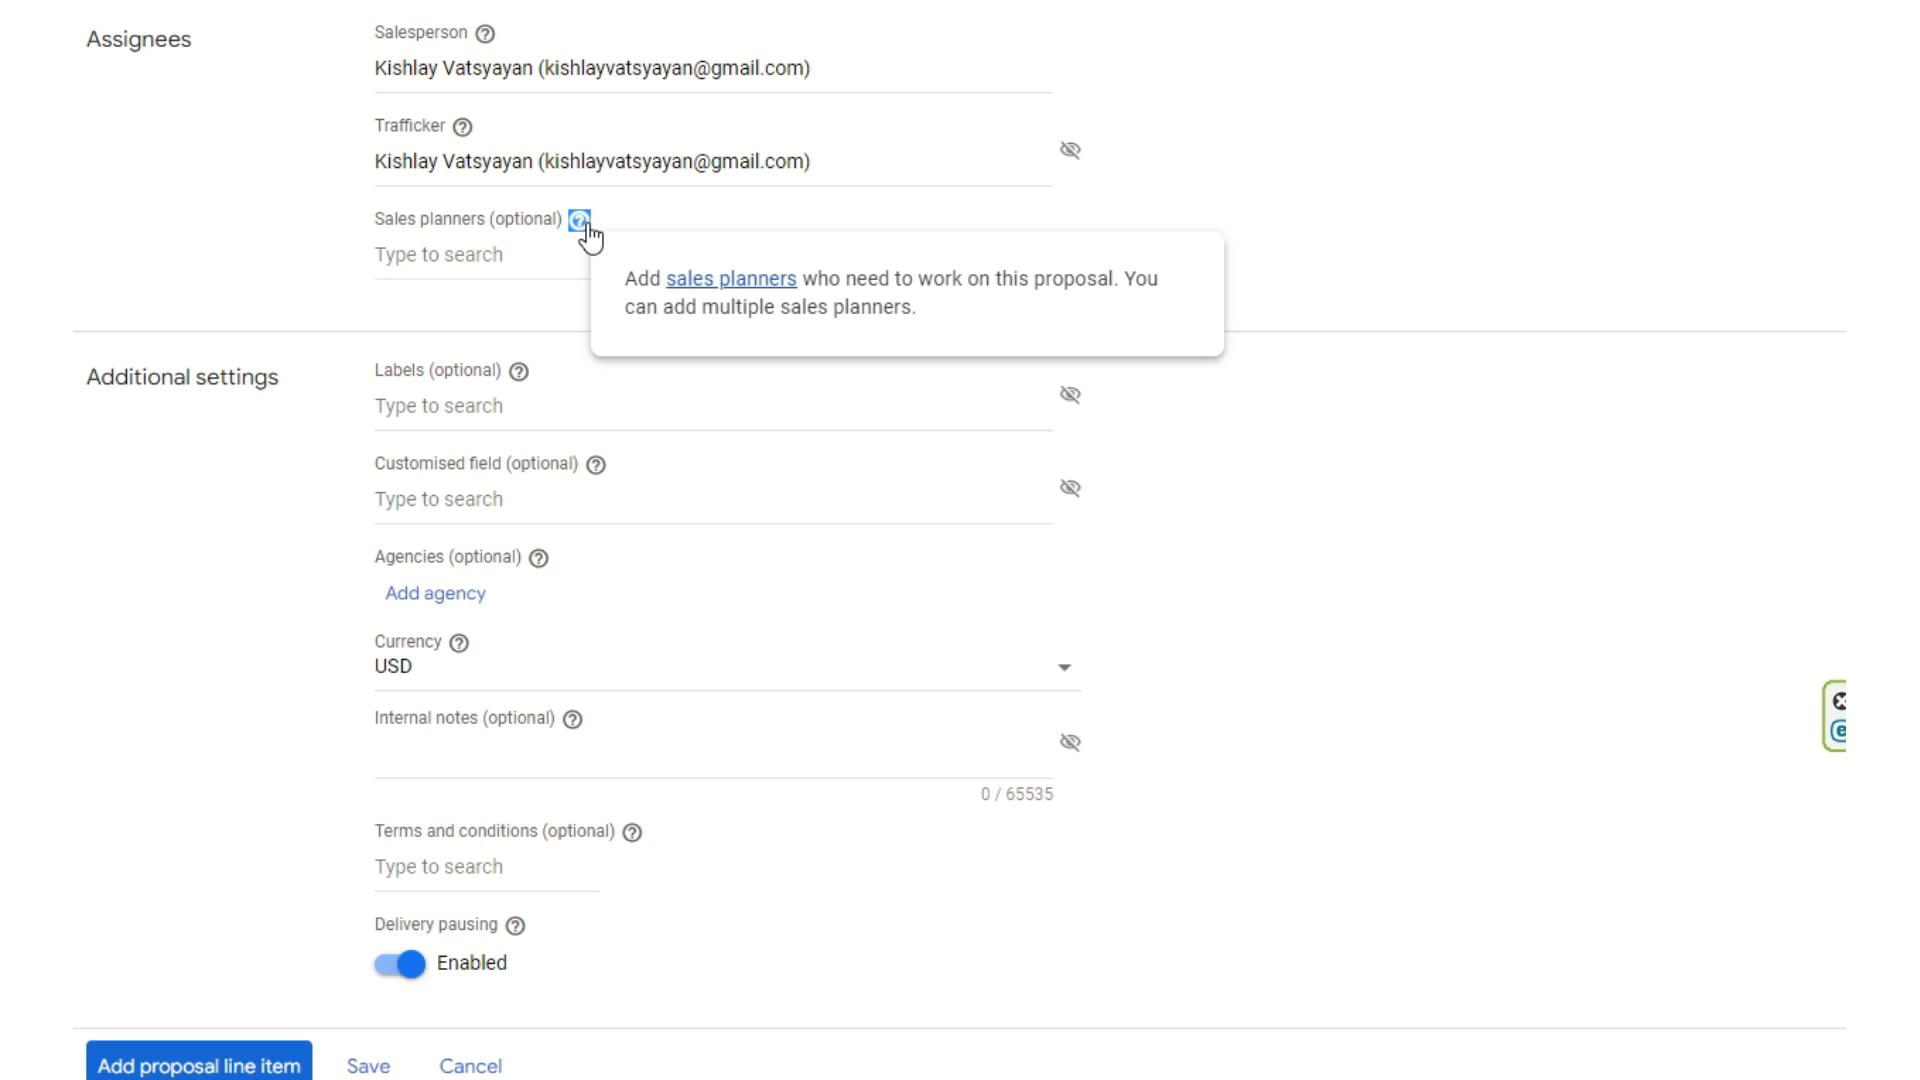 Assignees
Salesperson
Kishlay Vatsyayan (kishlayvatsyayan@gmail.com)
Trafficker
Kishlay Vatsyayan (kishlayvatsyayan@gmail.com)
Sales planners (optional)
Type to search
Add sales planners who need to work on this proposal. You
can add multiple sales planners.
Additional settings
Labels (optional)
Type to search
Customised field (optional)
Type to search
Agencies (optional)
Add agency
Currency
USD
Internal notes (optional)
0 / 65535
Terms and conditions (optional)
Type to search
Delivery pausing
Enabled
Add proposal line item Save Cancel